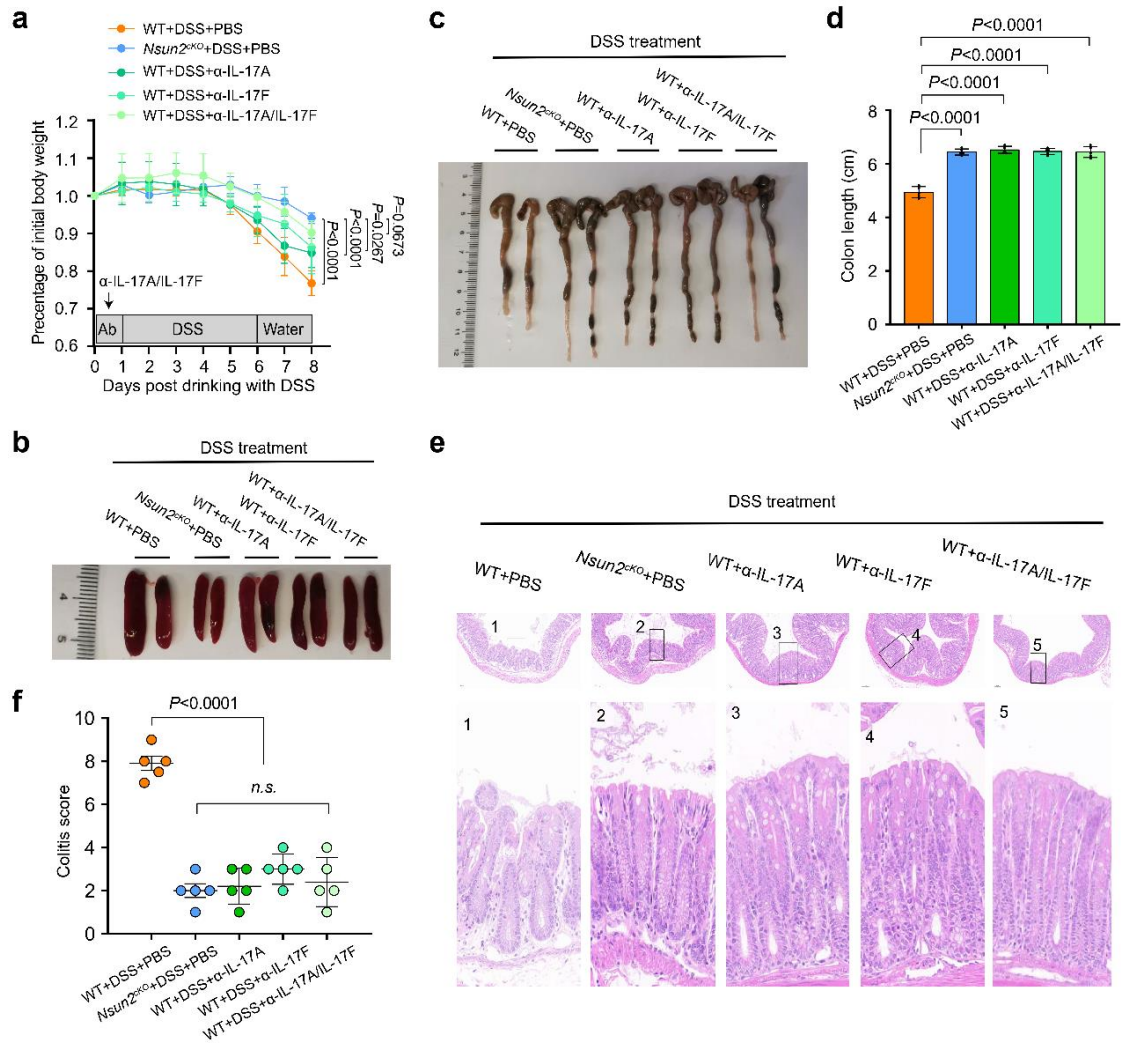 a
WT+DSS+PBS
Nsun2cKO+DSS+PBS
WT+DSS+α-IL-17A
WT+DSS+α-IL-17F
WT+DSS+α-IL-17A/IL-17F
Precentage of initial body weight
1.2
1.1
1.0
0.9
0.8
0.7
0.6
α-IL-17A/IL-17F
Ab
DSS
Water
0 1 2 3 4 5 6 7 8
Days post drinking with DSS
P<0.0001
P<0.0001
P=0.0267
P=0.0673
b
DSS treatment
WT+PBS
Nsun2cKO+PBS
WT+α-IL-17A
WT+α-IL-17F
WT+α-IL-17A/IL-17F
4
5
c
DSS treatment
WT+PBS
Nsun2cKO+PBS
WT+α-IL-17A
WT+α-IL-17F
WT+α-IL-17A/IL-17F
d
P<0.0001
P<0.0001
P<0.0001
P<0.0001
Colon length (cm)
8
6
4
2
0
WT+DSS+PBS
Nsun2cKO+DSS+PBS
WT+DSS+α-IL-17A
WT+DSS+α-IL-17F
WT+DSS+α-IL-17A/IL-17F
e
DSS treatment
WT+PBS
Nsun2cKO+PBS
WT+α-IL-17A
WT+α-IL-17F
WT+α-IL-17A/IL-17F
1
2
3
4
5
1
2
3
4
5
f
P<0.0001
n.s.
Colitis score
10
8
6
4
2
0
WT+DSS+PBS
Nsun2cKO+DSS+PBS
WT+DSS+α-IL-17A
WT+DSS+α-IL-17F
WT+DSS+α-IL-17A/IL-17F